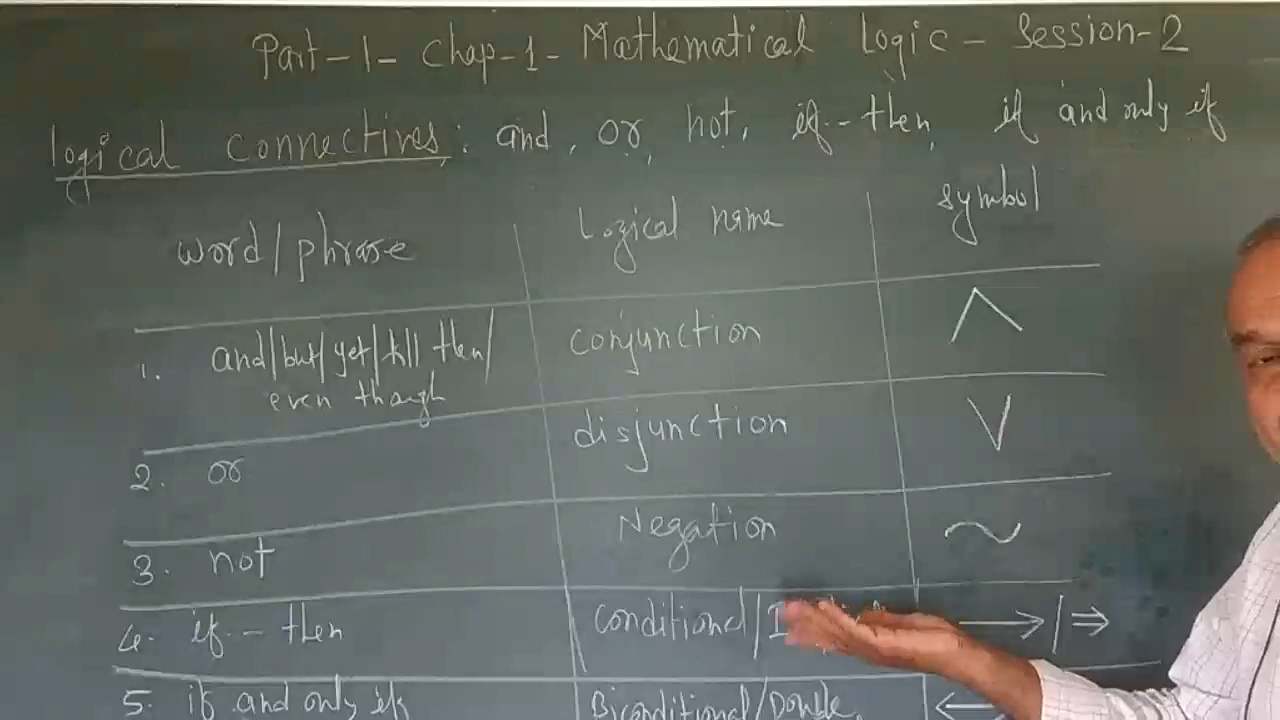 Part-1- Chap-1- Mathematical Logic - Session-2
logical connectives: and, or, not, if-- then, if and only if
word/phrase Logical name symbol
1. and/but/yet/till then/ conjunction ∧
even though
2. or disjunction ∨
3. not Negation ~
4. if-- then Conditional/ →/⇒
5. if and only if Biconditional/Double